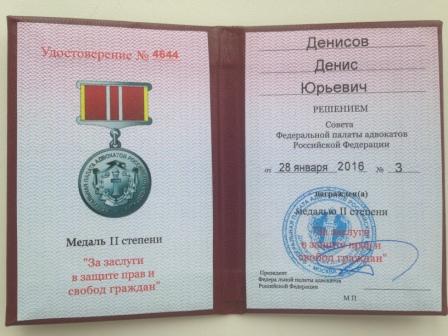 Удостоверение № 4644
Медаль II степени
"За заслуги
в защите прав и
свобод граждан"
Денисов
Денис
Юрьевич
РЕШЕНИЕМ
Совета
Федеральной палаты адвокатов
Российской Федерации
от 28 января 2016 № 3
награжден(а)
медалью II степени
"За заслуги
в защите прав и
свобод граждан"
Президент
Федеральной палаты адвокатов
Российской Федерации
М П